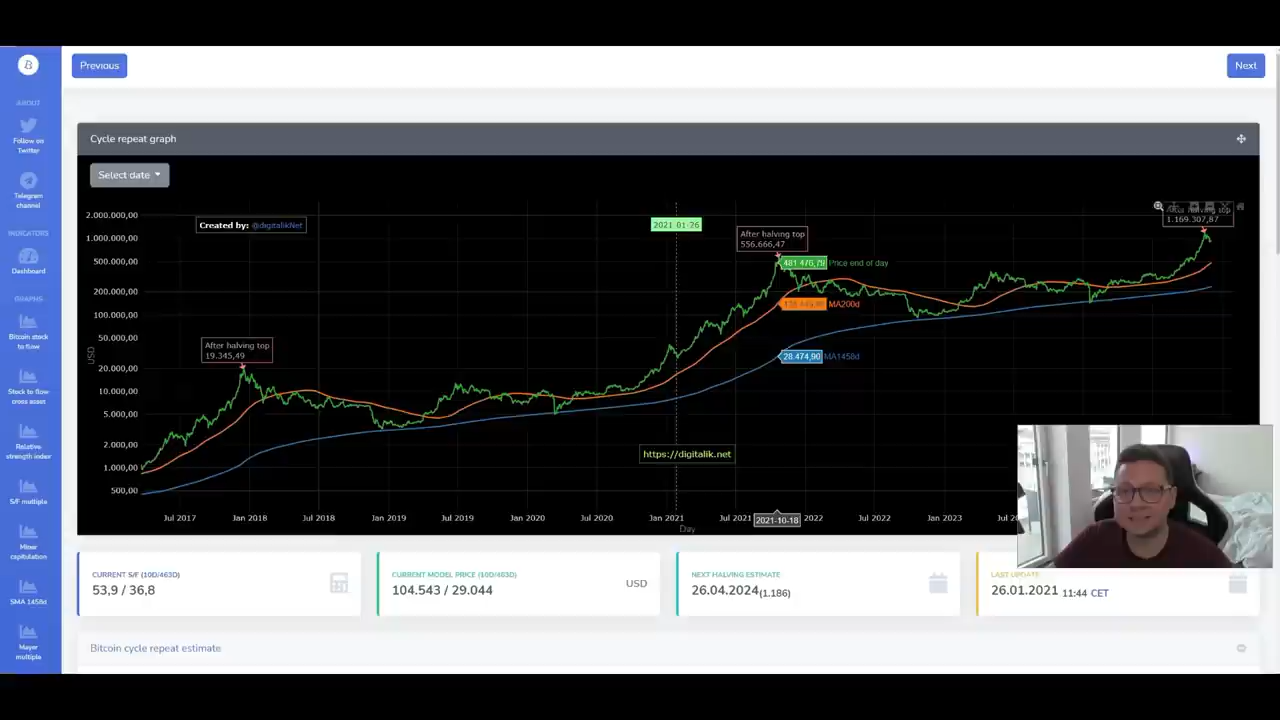 Previous
Next
ABOUT
Follow on
Twitter
Telegram
channel
INDICATORS
Dashboard
GRAPHS
Bitcoin stock
to flow
Stock to flow
cross asset
Relative
strength index
S/F multiple
Miner
capitulation
SMA 1458d
Mayer
multiple
Cycle repeat graph
Select date
Created by: @digitalikNet
2021-01-26
After halving top
556.666,47
After halving top
1.169.307,87
481.476,79 Price end of day
MA200d
28.474,90 MA1458d
After halving top
19.345,49
https://digitalik.net
2.000.000,00
1.000.000,00
500.000,00
200.000,00
100.000,00
50.000,00
20.000,00
10.000,00
5.000,00
2.000,00
1.000,00
500,00
USD
Jul 2017
Jan 2018
Jul 2018
Jan 2019
Jul 2019
Jan 2020
Jul 2020
Jan 2021
Jul 2021
2021-10-18
2022
Jul 2022
Jan 2023
Day
CURRENT S/F (10D/463D)
53,9 / 36,8
CURRENT MODEL PRICE (10D/463D)
104.543 / 29.044
USD
NEXT HALVING ESTIMATE
26.04.2024(1.186)
LAST UPDATE
26.01.2021 11:44 CET
Bitcoin cycle repeat estimate